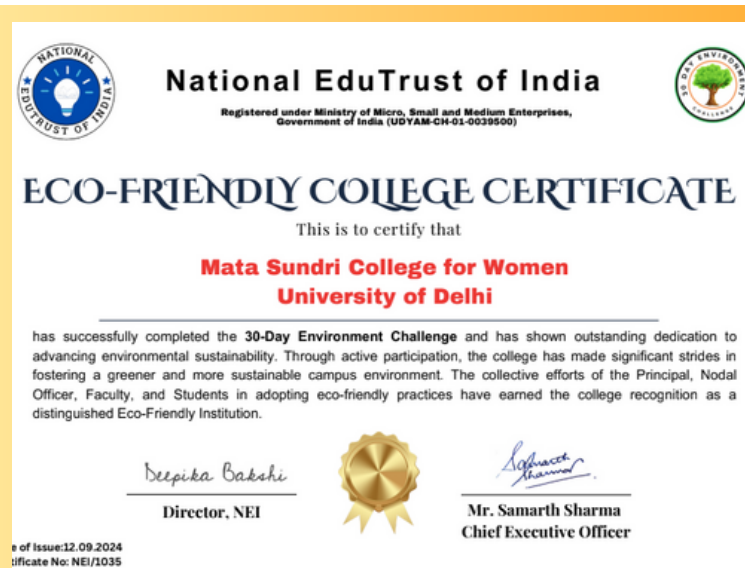 NATIONAL
EDUTRUST OF INDIA
National EduTrust of India
30 DAY ENVIRONMENT
CHALLENGE
Registered under Ministry of Micro, Small and Medium Enterprises,
Government of India (UDYAM-CH-01-0039500)
ECO-FRIENDLY COLLEGE CERTIFICATE
This is to certify that
Mata Sundri College for Women
University of Delhi
has successfully completed the 30-Day Environment Challenge and has shown outstanding dedication to
advancing environmental sustainability. Through active participation, the college has made significant strides in
fostering a greener and more sustainable campus environment. The collective efforts of the Principal, Nodal
Officer, Faculty, and Students in adopting eco-friendly practices have earned the college recognition as a
distinguished Eco-Friendly Institution.
Deepika Bakshi
Samarth
Sharma
Director, NEI
Mr. Samarth Sharma
Chief Executive Officer
e of Issue:12.09.2024
tificate No: NEI/1035